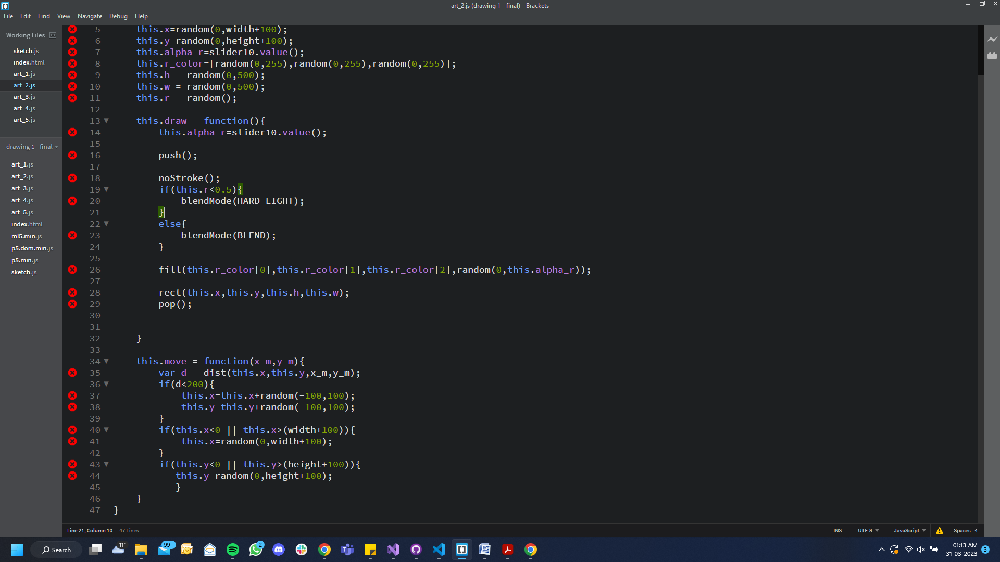 art_2.js (drawing 1 - final) - Brackets
File Edit Find View Navigate Debug Help
Working Files
sketch.js
index.html
art_1.js
art_2.js
art_3.js
art_4.js
art_5.js
drawing 1 - final
art_1.js
art_2.js
art_3.js
art_4.js
art_5.js
index.html
ml5.min.js
p5.dom.min.js
p5.min.js
sketch.js
5 this.x=random(0,width+100);
6 this.y=random(0,height+100);
7 this.alpha_r=slider10.value();
8 this.r_color=[random(0,255),random(0,255),random(0,255)];
9 this.h = random(0,500);
10 this.w = random(0,500);
11 this.r = random();
12
13 this.draw = function(){
14 this.alpha_r=slider10.value();
15
16 push();
17
18 noStroke();
19 if(this.r<0.5){
20 blendMode(HARD_LIGHT);
21 }
22 else{
23 blendMode(BLEND);
24 }
25
26 fill(this.r_color[0],this.r_color[1],this.r_color[2],random(0,this.alpha_r));
27
28 rect(this.x,this.y,this.h,this.w);
29 pop();
30
31
32 }
33
34 this.move = function(x_m,y_m){
35 var d = dist(this.x,this.y,x_m,y_m);
36 if(d<200){
37 this.x=this.x+random(-100,100);
38 this.y=this.y+random(-100,100);
39 }
40 if(this.x<0 || this.x>(width+100)){
41 this.x=random(0,width+100);
42 }
43 if(this.y<0 || this.y>(height+100)){
44 this.y=random(0,height+100);
45 }
46 }
47 }
Line 21, Column 10 — 47 Lines
INS UTF-8 JavaScript Spaces: 4
Search
11°
99+
2
01:13 AM
31-03-2023
3